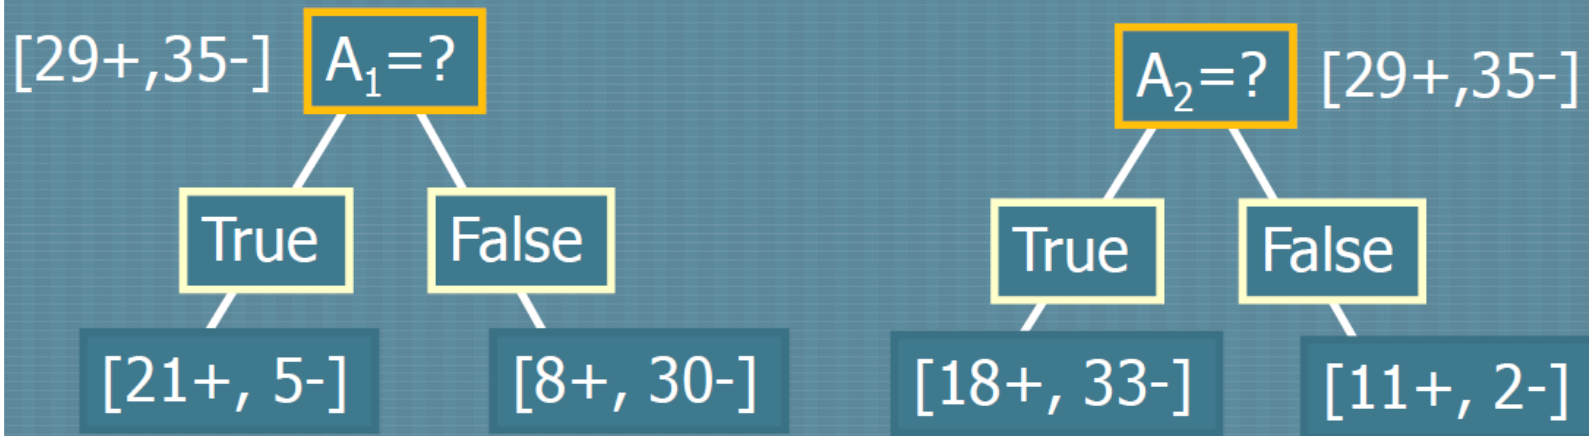 [29+,35-] A₁=?
True False
[21+, 5-] [8+, 30-]
A₂=? [29+,35-]
True False
[18+, 33-] [11+, 2-]